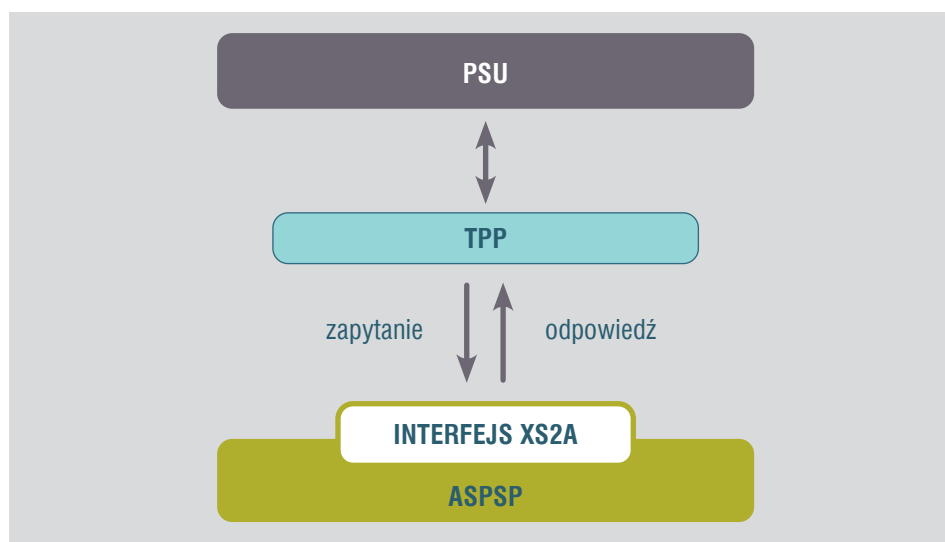 PSU
TPP
zapytanie
odpowiedź
INTERFEJS XS2A
ASPSP